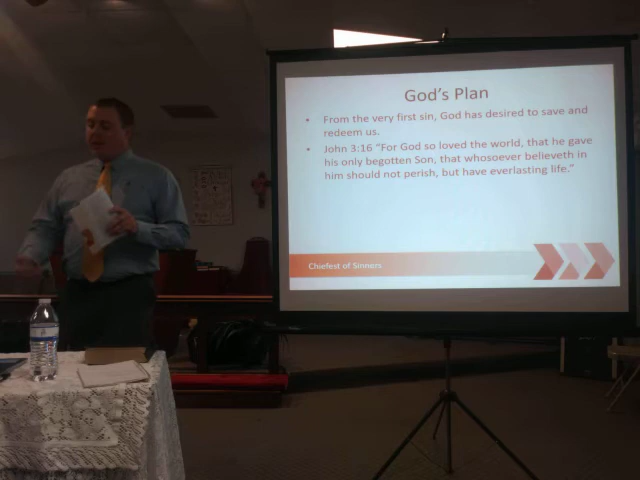 God's Plan
• From the very first sin, God has desired to save and
redeem us.
• John 3:16 "For God so loved the world, that he gave
his only begotten Son, that whosoever believeth in
him should not perish, but have everlasting life."
Chiefest of Sinners